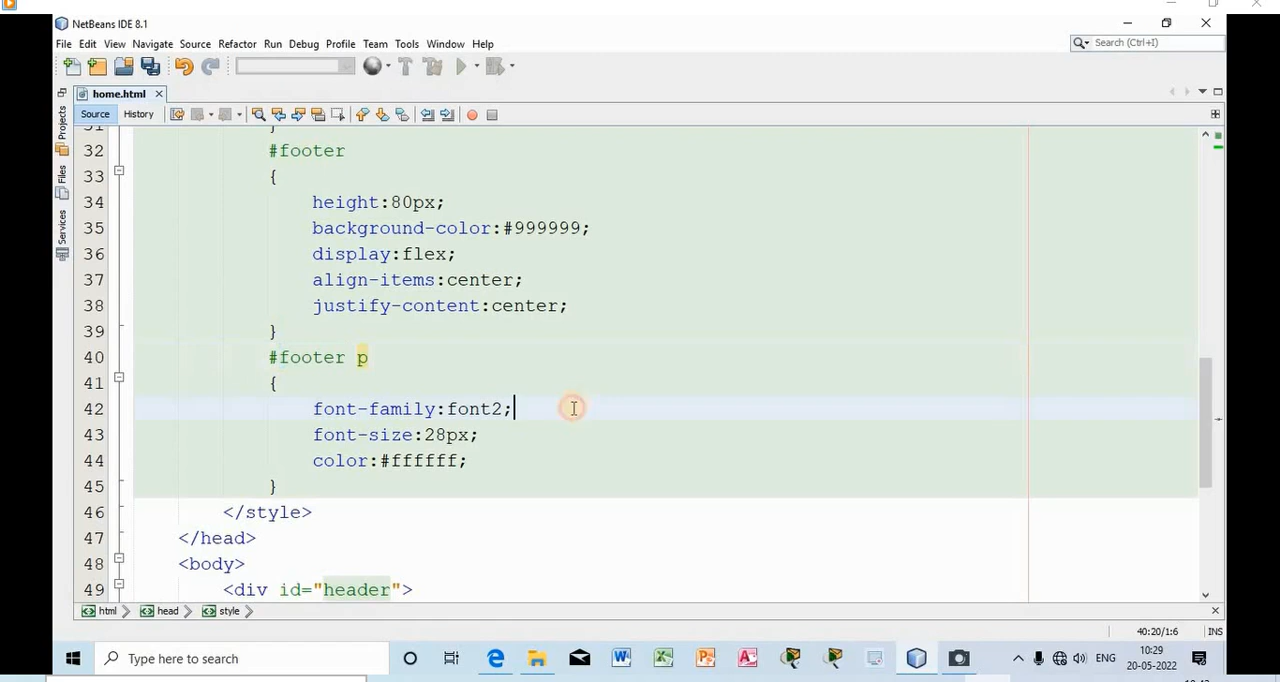 NetBeans IDE 8.1
File Edit View Navigate Source Refactor Run Debug Profile Team Tools Window Help
Search (Ctrl+I)
home.html
Source History
Projects
Files
Services
32 #footer
33 {
34 height:80px;
35 background-color:#999999;
36 display:flex;
37 align-items:center;
38 justify-content:center;
39 }
40 #footer p
41 {
42 font-family:font2;
43 font-size:28px;
44 color:#ffffff;
45 }
46 </style>
47 </head>
48 <body>
49 <div id="header">
html head style
40:20/1:6 INS
Type here to search
ENG
10:29
20-05-2022